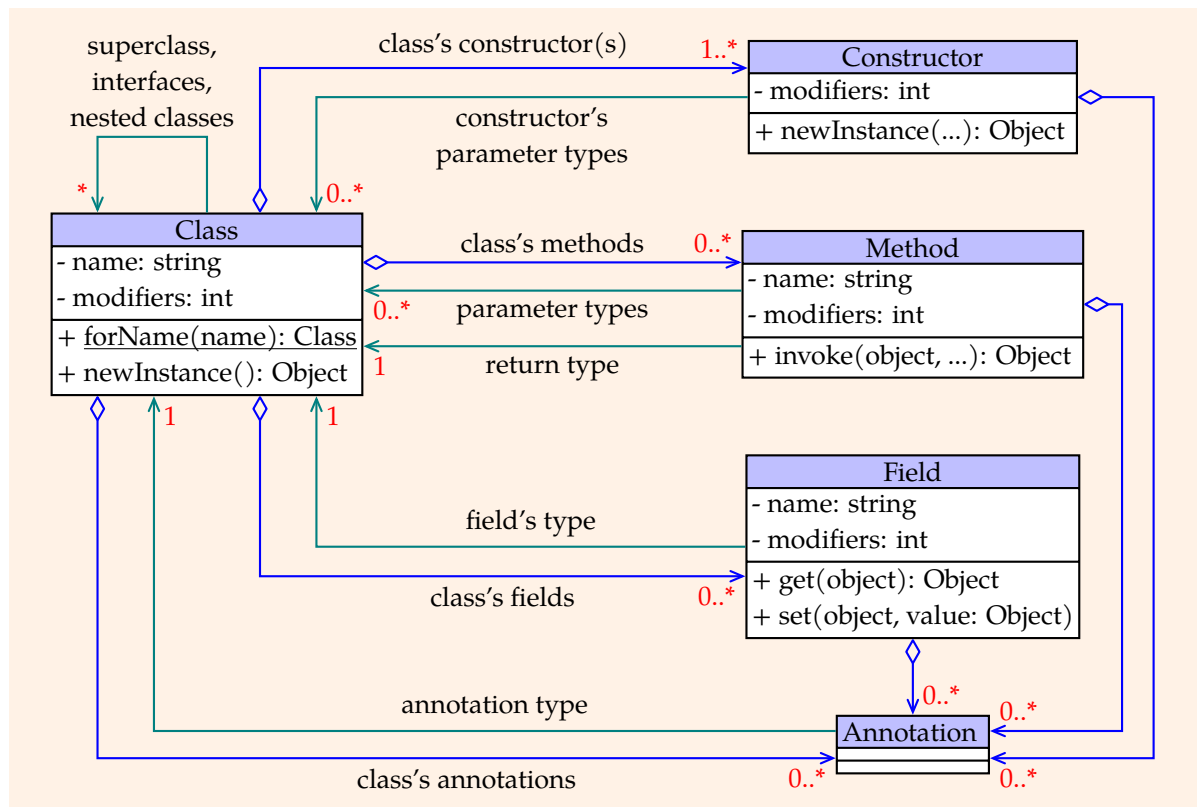 superclass,
interfaces,
nested classes
class's constructor(s)
1..*
Constructor
- modifiers: int
+ newInstance(...): Object
constructor's
parameter types
*
0..*
Class
- name: string
- modifiers: int
+ forName(name): Class
+ newInstance(): Object
class's methods
0..*
Method
- name: string
- modifiers: int
+ invoke(object, ...): Object
0..*
parameter types
1
return type
1
1
Field
- name: string
- modifiers: int
+ get(object): Object
+ set(object, value: Object)
field's type
class's fields
0..*
0..*
0..*
annotation type
Annotation
class's annotations
0..*
0..*